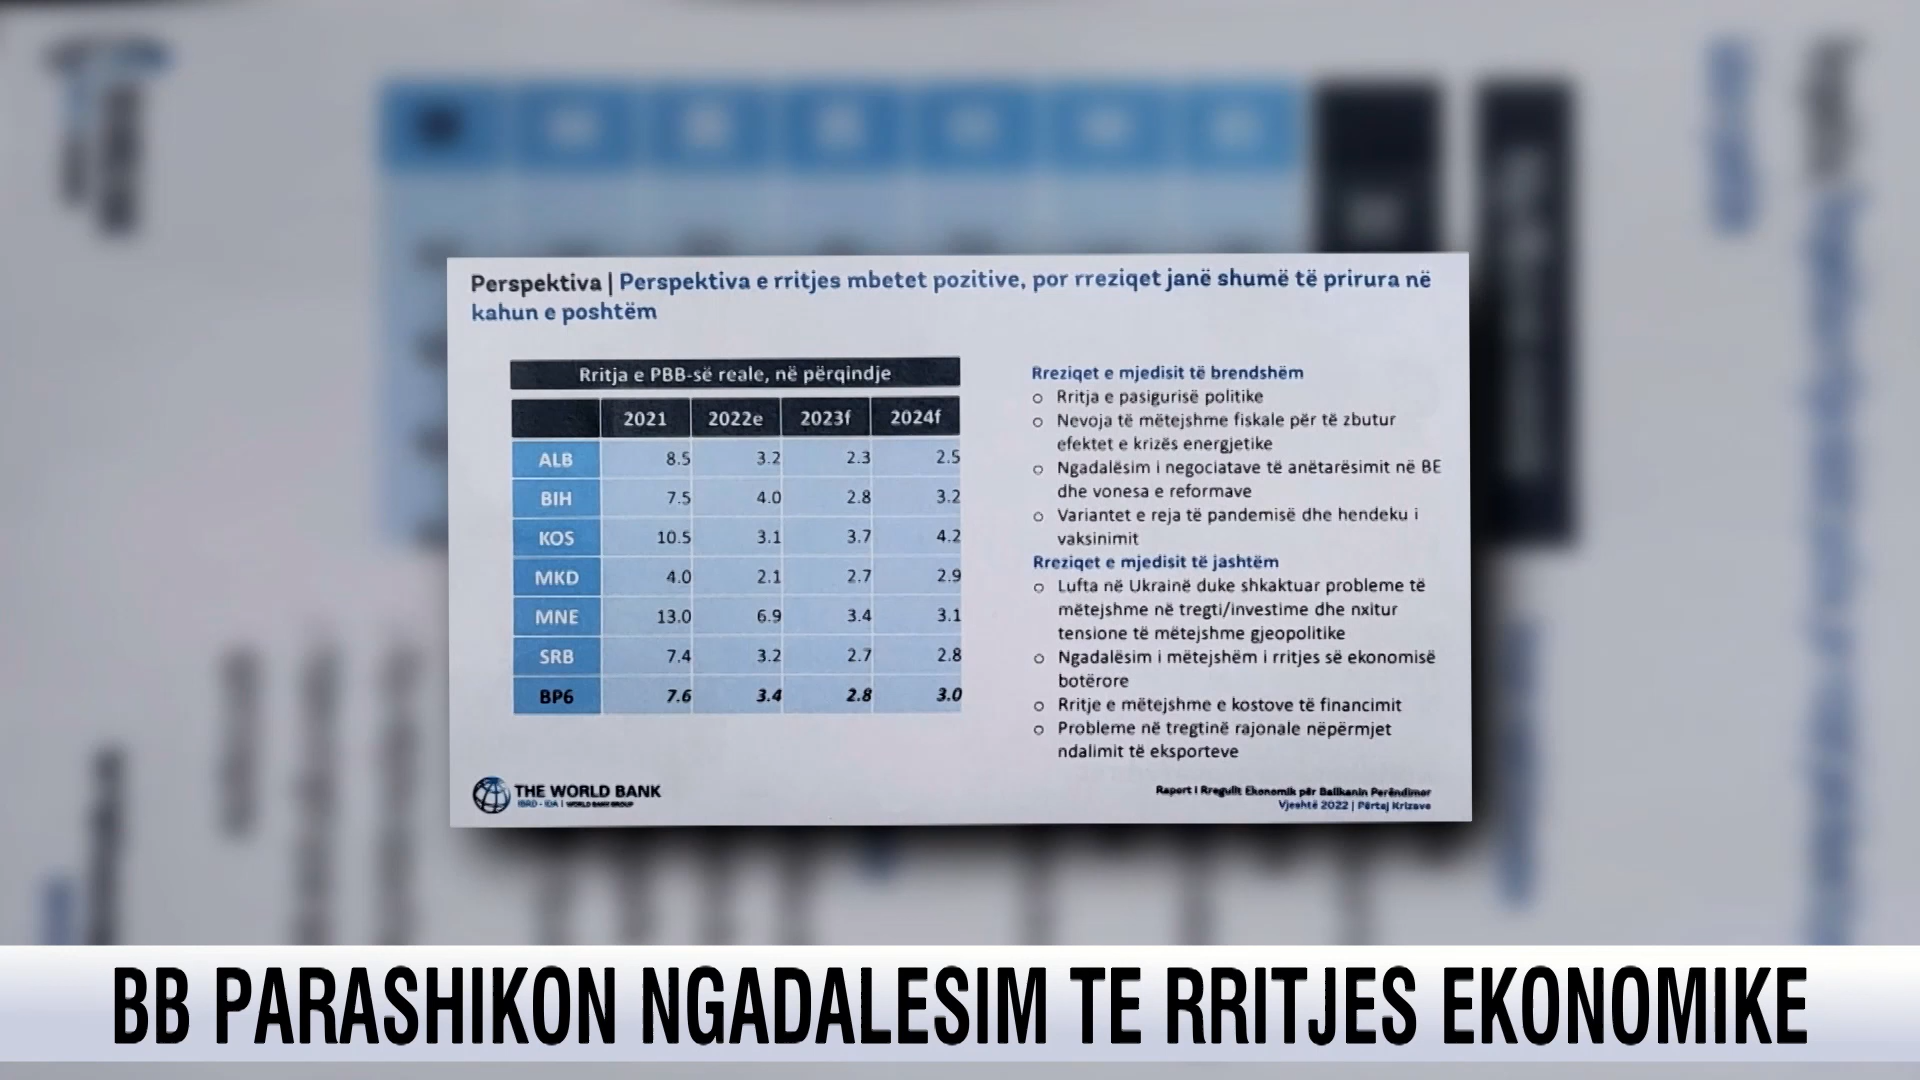 Perspektiva | Perspektiva e rritjes mbetet pozitive, por rreziqet janë shumë të prirura në
kahun e poshtëm
Rritja e PBB-së reale, në përqindje
2021 2022e 2023f 2024f
ALB 8.5 3.2 2.3 2.5
BIH 7.5 4.0 2.8 3.2
KOS 10.5 3.1 3.7 4.2
MKD 4.0 2.1 2.7 2.9
MNE 13.0 6.9 3.4 3.1
SRB 7.4 3.2 2.7 2.8
BP6 7.6 3.4 2.8 3.0
Rreziqet e mjedisit të brendshëm
o Rritja e pasigurisë politike
o Nevoja të mëtejshme fiskale për të zbutur
efektet e krizës energjetike
o Ngadalësim i negociatave të anëtarësimit në BE
dhe vonesa e reformave
o Variantet e reja të pandemisë dhe hendeku i
vaksinimit
Rreziqet e mjedisit të jashtëm
o Lufta në Ukrainë duke shkaktuar probleme të
mëtejshme në tregti/investime dhe nxitur
tensione të mëtejshme gjeopolitike
o Ngadalësim i mëtejshëm i rritjes së ekonomisë
botërore
o Rritje e mëtejshme e kostove të financimit
o Probleme në tregtinë rajonale nëpërmjet
ndalimit të eksporteve
THE WORLD BANK
IBRD - IDA | WORLD BANK GROUP
Raport i Rregullt Ekonomik për Ballkanin Perëndimor
Vjeshtë 2022 | Përtej Krizave
BB PARASHIKON NGADALESIM TE RRITJES EKONOMIKE